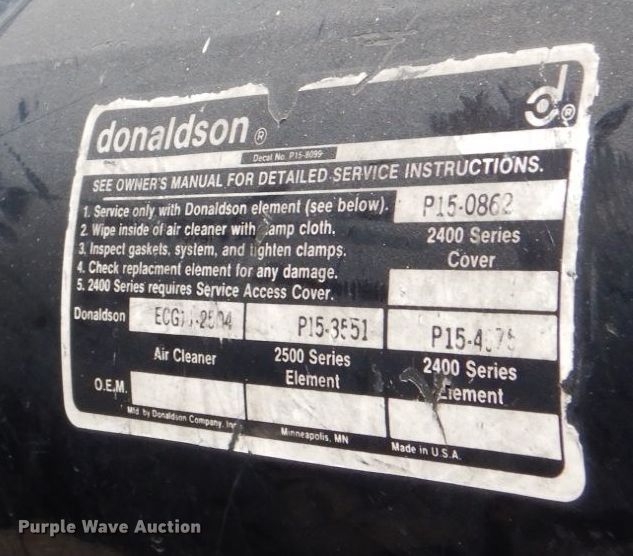 donaldson ®
d ®
Decal No. P15-8099
SEE OWNER'S MANUAL FOR DETAILED SERVICE INSTRUCTIONS.
1. Service only with Donaldson element (see below). P15-0862
2. Wipe inside of air cleaner with damp cloth. 2400 Series
3. Inspect gaskets, system, and tighten clamps. Cover
4. Check replacment element for any damage.
5. 2400 Series requires Service Access Cover.
Donaldson P15-3551
Air Cleaner 2500 Series 2400 Series
Element Element
O.E.M.
Mfd by Donaldson Company, Inc. Minneapolis, MN Made in U.S.A.
Purple Wave Auction